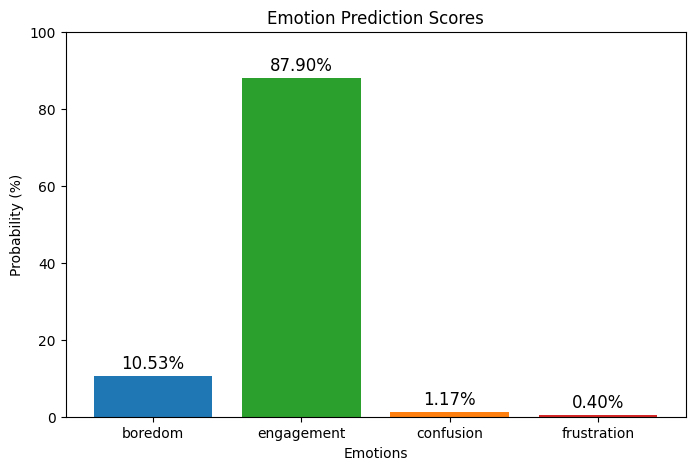 Emotion Prediction Scores
Probability (%)
100
80
60
40
20
0
10.53%
87.90%
1.17%
0.40%
boredom
engagement
confusion
frustration
Emotions